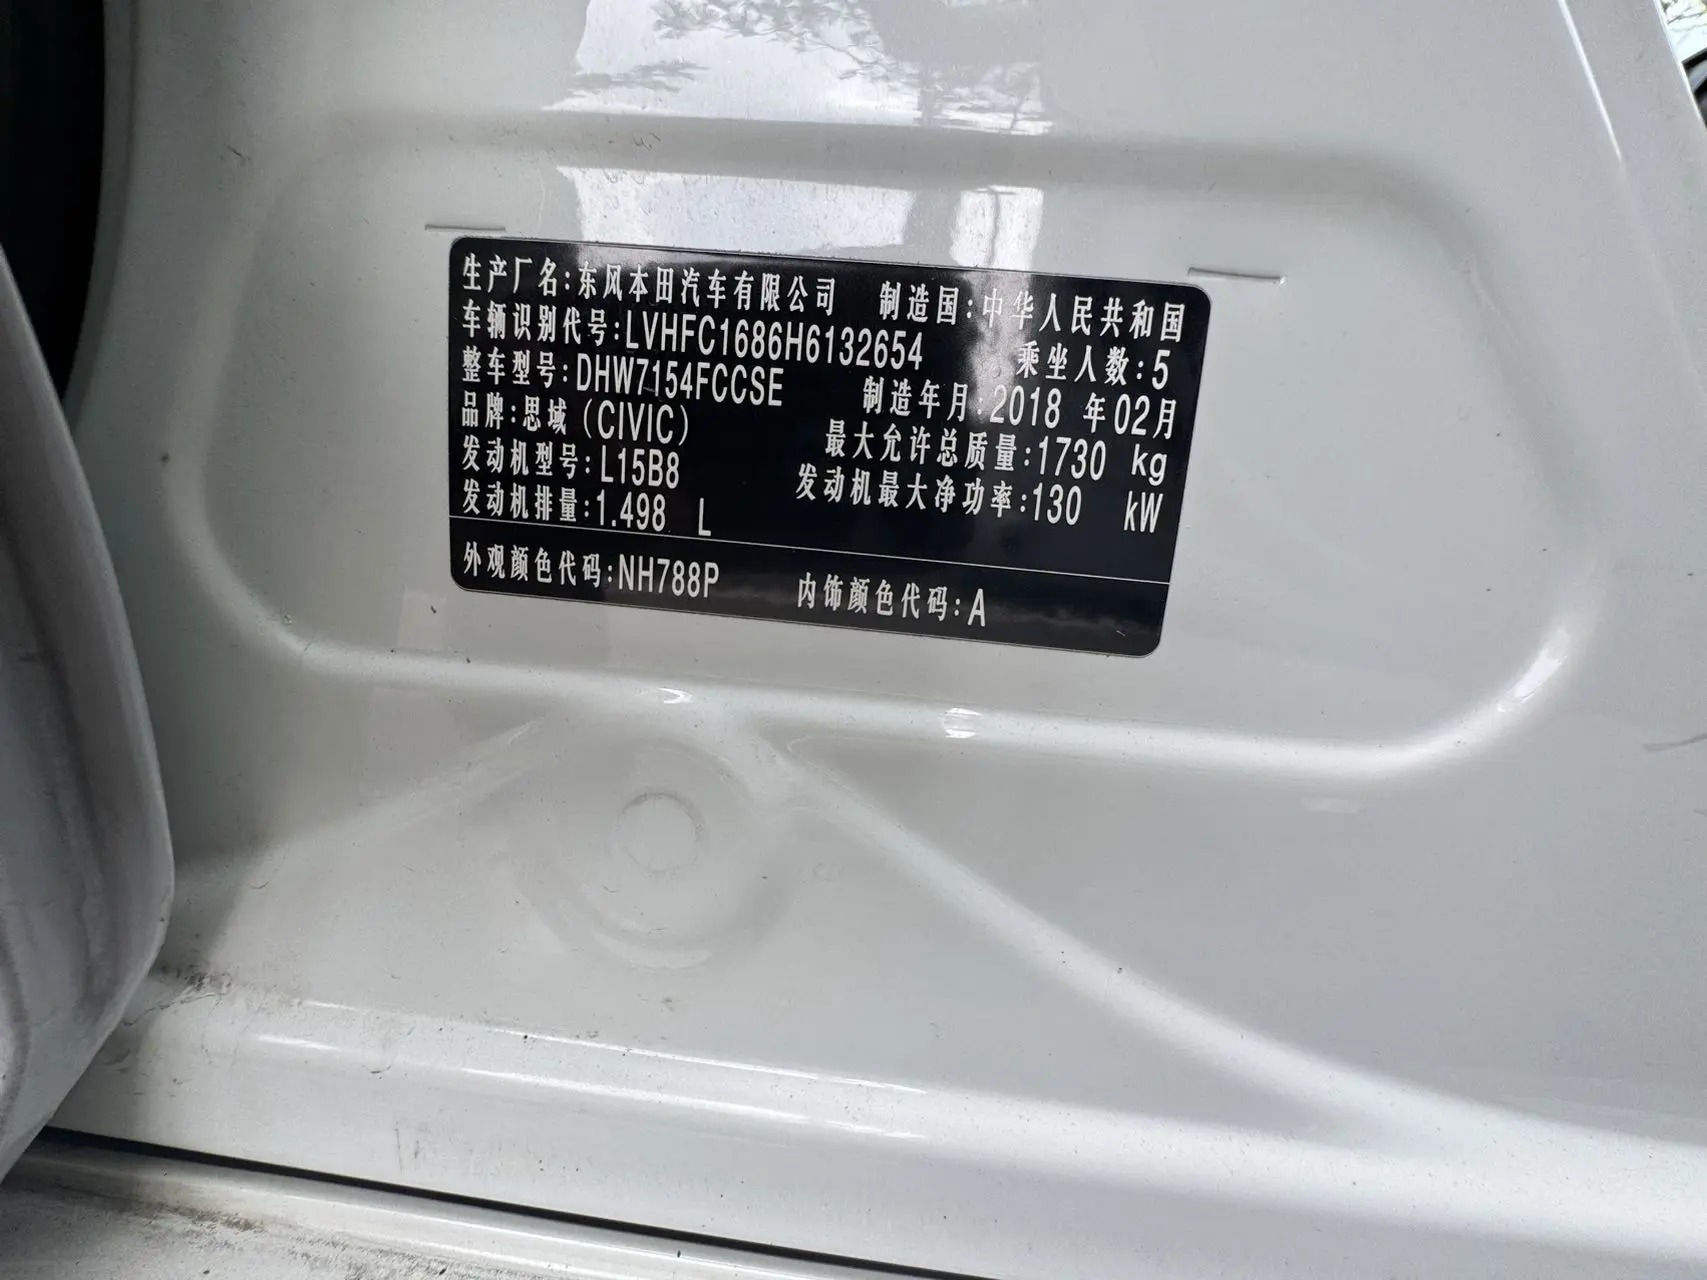 生产厂名:东风本田汽车有限公司 制造国:中华人民共和国
车辆识别代号:LVHFC1686H6132654 乘坐人数:5
整车型号:DHW7154FCCSE 制造年月:2018 年02月
品牌:思域(CIVIC) 最大允许总质量:1730 kg
发动机型号:L15B8 发动机最大净功率:130 kW
发动机排量:1.498 L
外观颜色代码:NH788P 内饰颜色代码:A